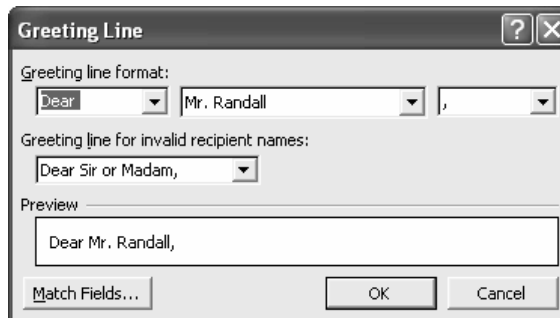 Greeting Line
Greeting line format:
Dear Mr. Randall ,
Greeting line for invalid recipient names:
Dear Sir or Madam,
Preview
Dear Mr. Randall,
Match Fields... OK Cancel